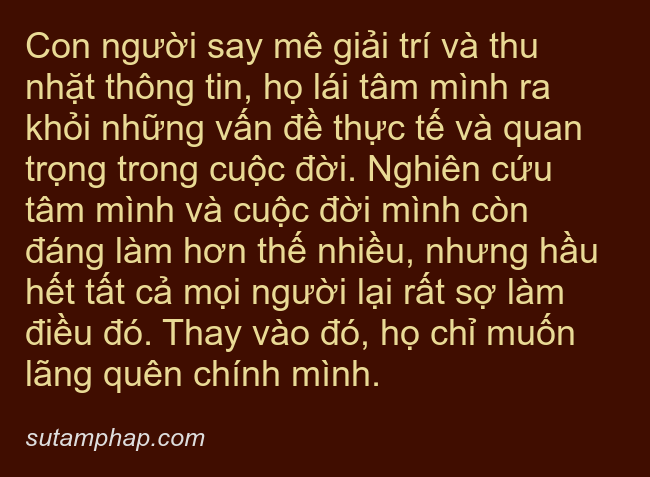 Con người say mê giải trí và thu
nhặt thông tin, họ lái tâm mình ra
khỏi những vấn đề thực tế và quan
trọng trong cuộc đời. Nghiên cứu
tâm mình và cuộc đời mình còn
đáng làm hơn thế nhiều, nhưng hầu
hết tất cả mọi người lại rất sợ làm
điều đó. Thay vào đó, họ chỉ muốn
lãng quên chính mình.
sutamphap.com